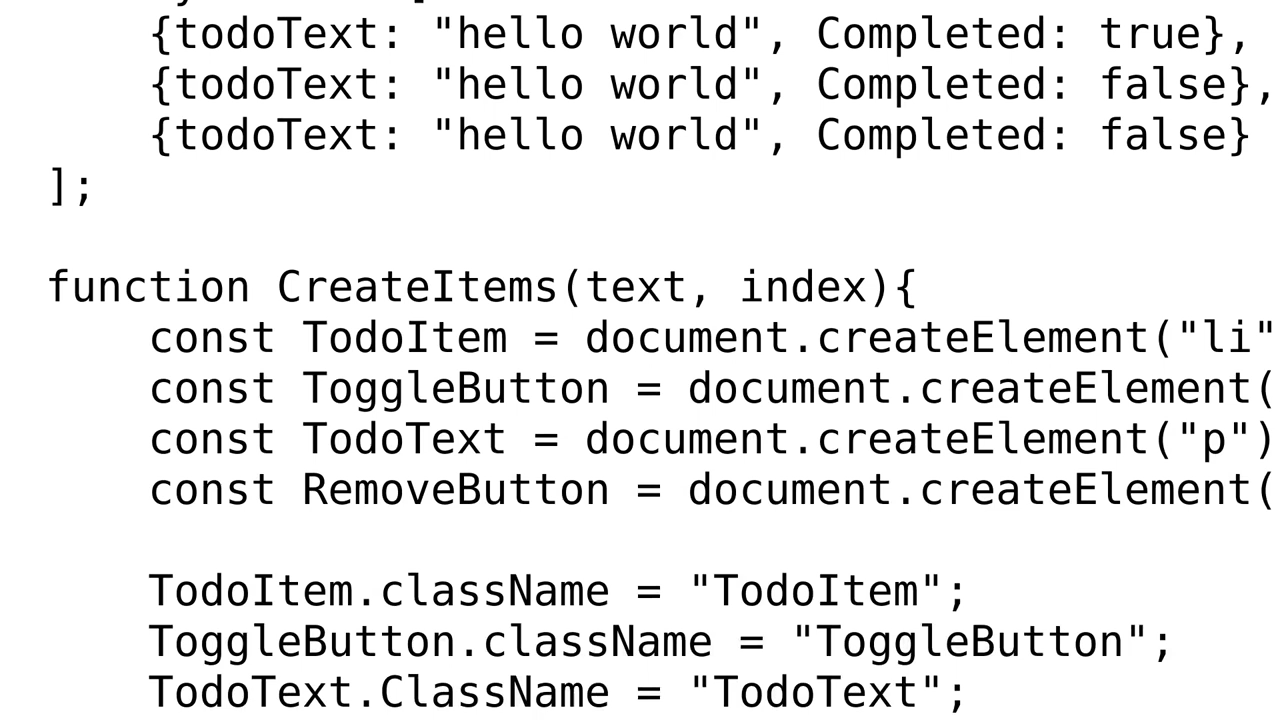 {todoText: "hello world", Completed: true},
{todoText: "hello world", Completed: false},
{todoText: "hello world", Completed: false}
];
function CreateItems(text, index){
const TodoItem = document.createElement("li"
const ToggleButton = document.createElement(
const TodoText = document.createElement("p")
const RemoveButton = document.createElement(
TodoItem.className = "TodoItem";
ToggleButton.className = "ToggleButton";
TodoText.ClassName = "TodoText";